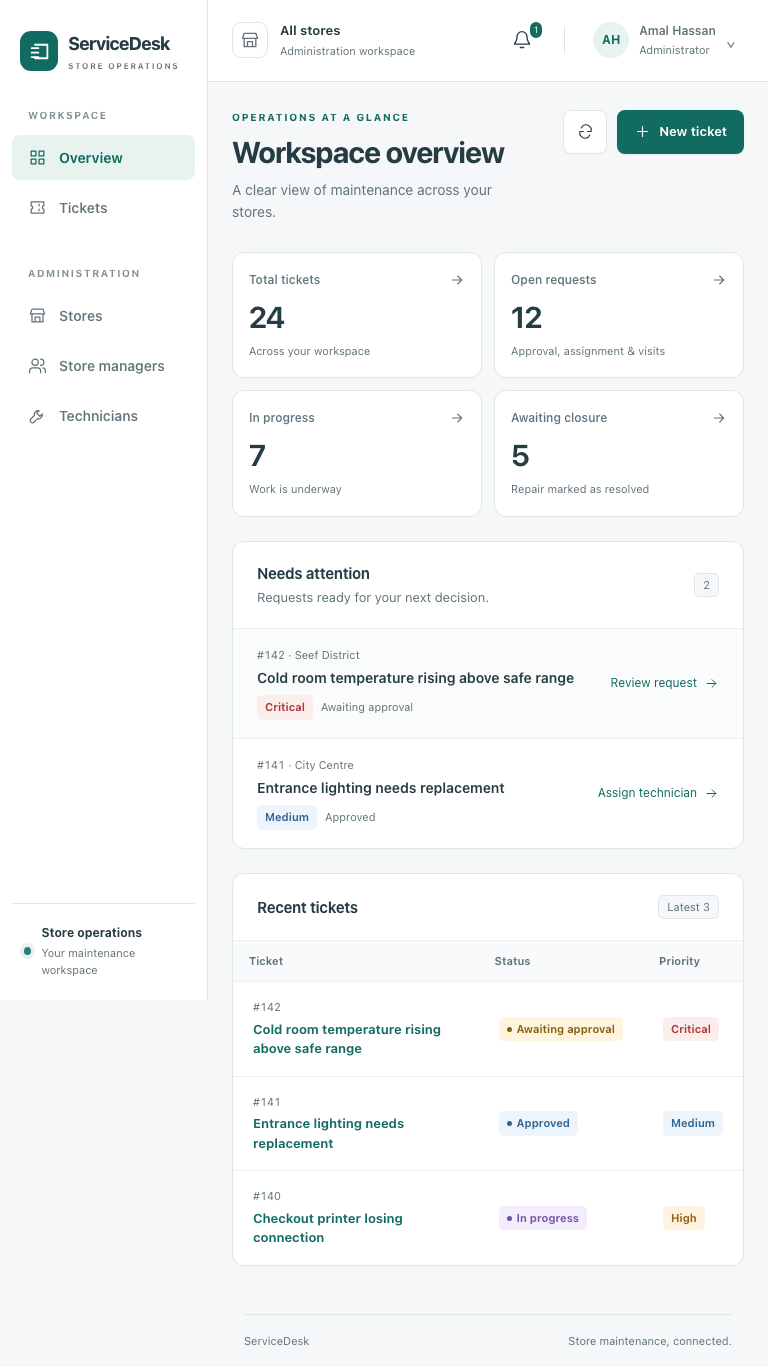 ServiceDesk
STORE OPERATIONS
WORKSPACE
Overview
Tickets
ADMINISTRATION
Stores
Store managers
Technicians
Store operations
Your maintenance
workspace
All stores
Administration workspace
1
AH
Amal Hassan
Administrator
OPERATIONS AT A GLANCE
Workspace overview
A clear view of maintenance across your
stores.
New ticket
Total tickets
24
Across your workspace
Open requests
12
Approval, assignment & visits
In progress
7
Work is underway
Awaiting closure
5
Repair marked as resolved
Needs attention
Requests ready for your next decision.
2
#142 · Seef District
Cold room temperature rising above safe range
Critical Awaiting approval
Review request
#141 · City Centre
Entrance lighting needs replacement
Medium Approved
Assign technician
Recent tickets
Latest 3
Ticket Status Priority
#142
Cold room temperature rising
above safe range
Awaiting approval
Critical
#141
Entrance lighting needs
replacement
Approved
Medium
#140
Checkout printer losing
connection
In progress
High
ServiceDesk
Store maintenance, connected.